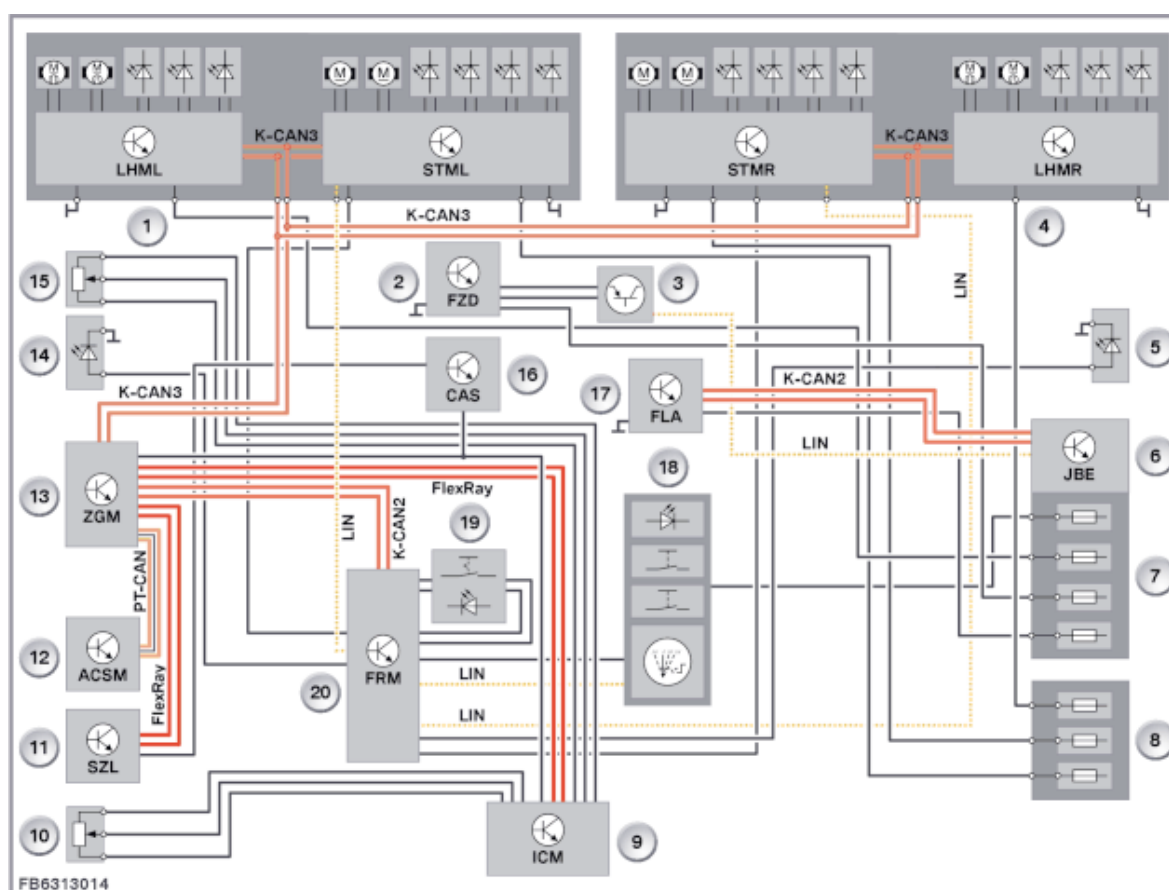 M M M M
K-CAN3
LHML STML
M M M M
K-CAN3
STMR LHMR
1
K-CAN3
4
15
2
FZD
3
LIN
14
5
CAS
16
17
FLA
K-CAN2
K-CAN3
LIN
6
JBE
18
13
ZGM
FlexRay
19
LIN
K-CAN2
PT-CAN
7
12
ACSM
FlexRay
20
FRM
LIN
LIN
11
SZL
8
10
ICM
9
FB6313014